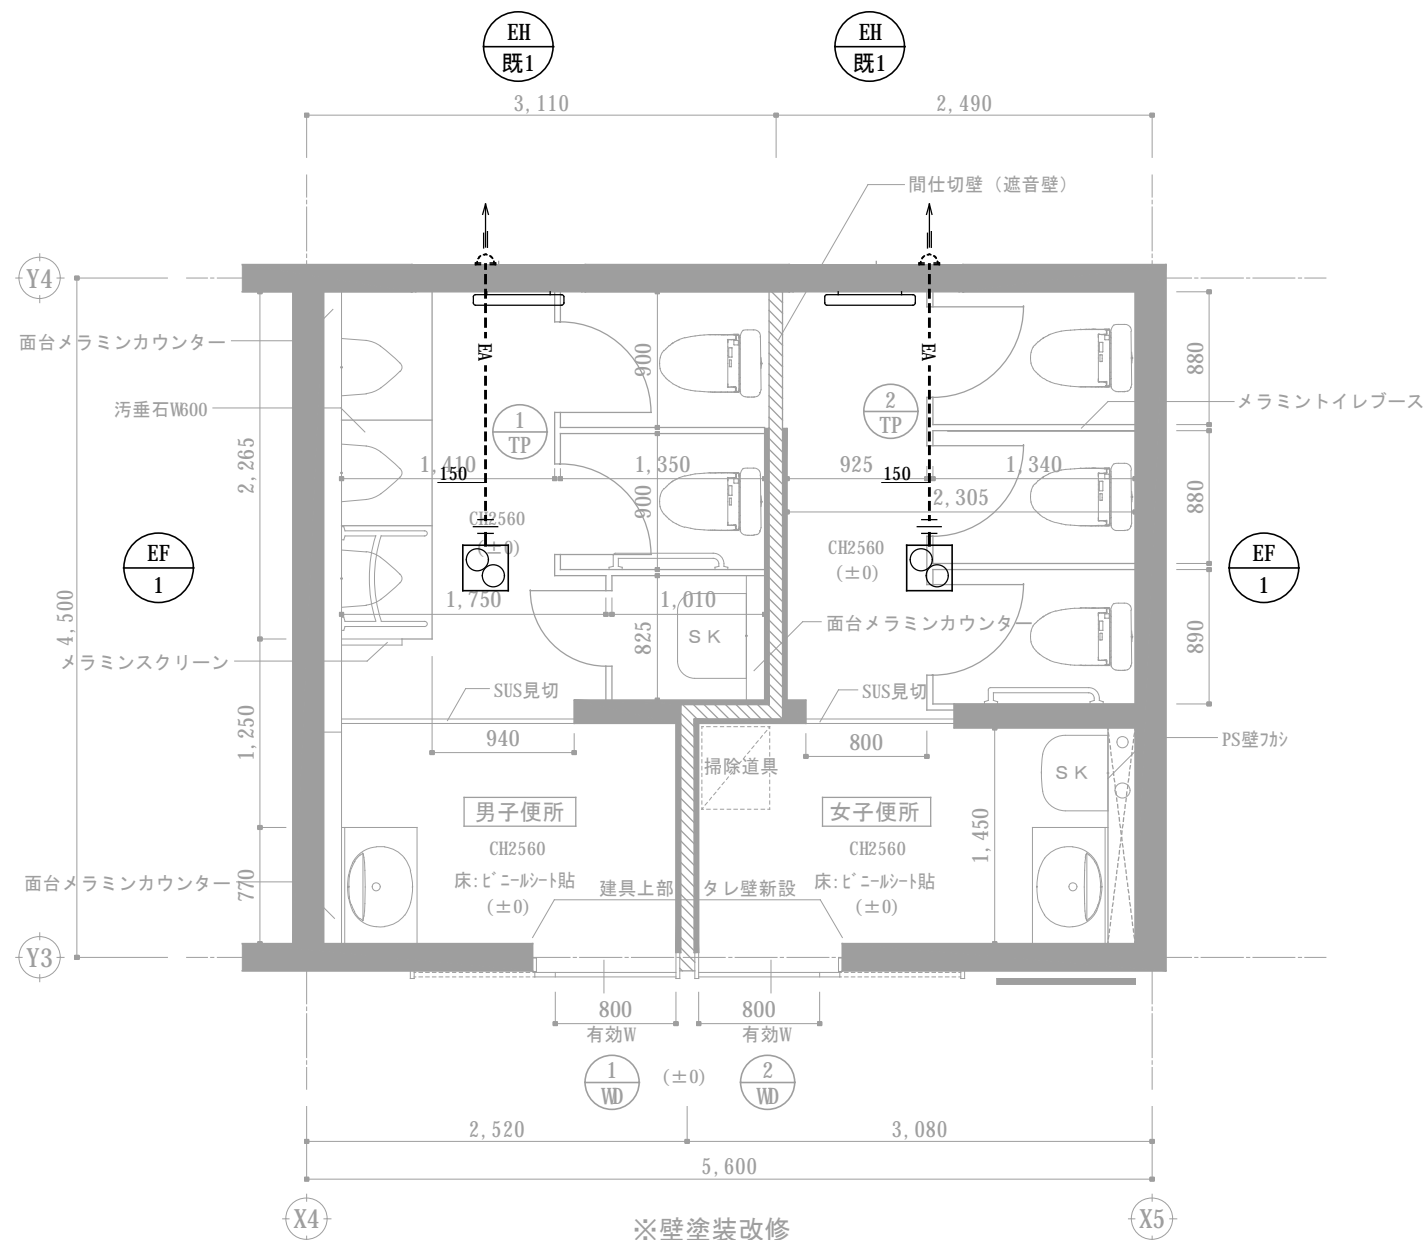 EH
既1
EH
既1
3,110
2,490
間仕切壁（遮音壁）
Y4
面台メラミンカウンター
EA
EA
900
880
汚垂石W600
1
TP
2
TP
メラミントイレブース
2,265
1,410
150
1,350
925
150
1,340
900
2,305
880
CH2560
(±0)
CH2560
(±0)
EF
1
EF
1
4,500
1,750
1,010
825
SK
面台メラミンカウンター
890
メラミンスクリーン
SUS見切
SUS見切
1,250
940
800
PS壁フカシ
掃除道具
SK
男子便所
女子便所
1,450
CH2560
CH2560
770
面台メラミンカウンター
床:ビニールシート貼
(±0)
建具上部
タレ壁新設
床:ビニールシート貼
(±0)
Y3
800
有効W
800
有効W
1
WD
(±0)
2
WD
2,520
3,080
5,600
X4
※壁塗装改修
X5